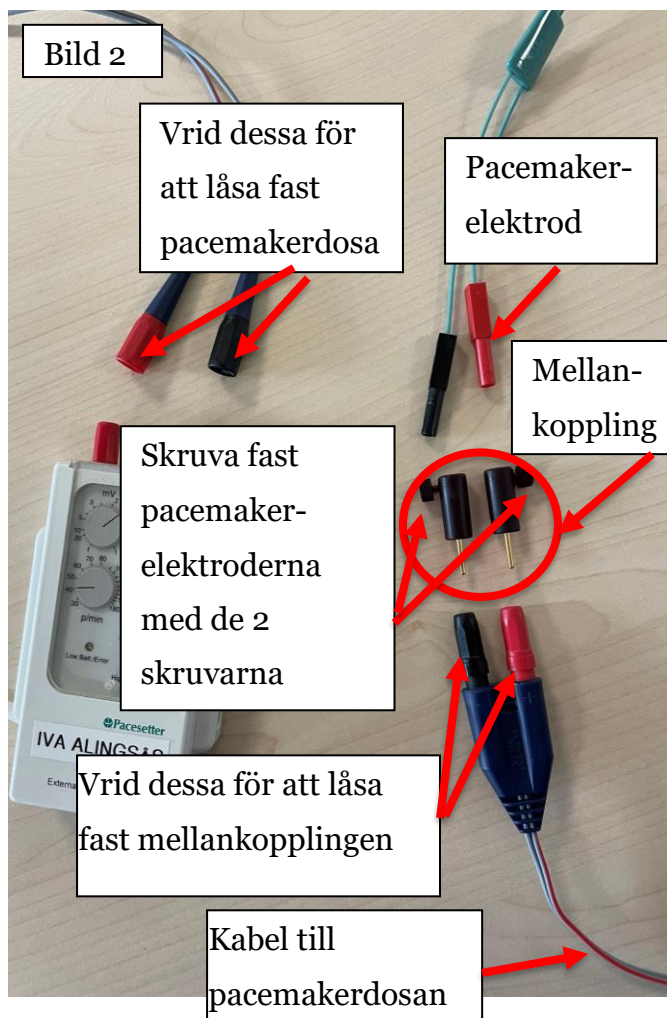 Bild 2
Vrid dessa för
att låsa fast
pacemakerdosa
Pacemaker-
elektrod
Mellan-
koppling
Skruva fast
pacemaker-
elektroderna
med de 2
skruvarna
mV
p/min
Low Batt./Error
Pacesetter
IVA ALINGSÅS
Vrid dessa för att låsa
fast mellankopplingen
Kabel till
pacemakerdosan